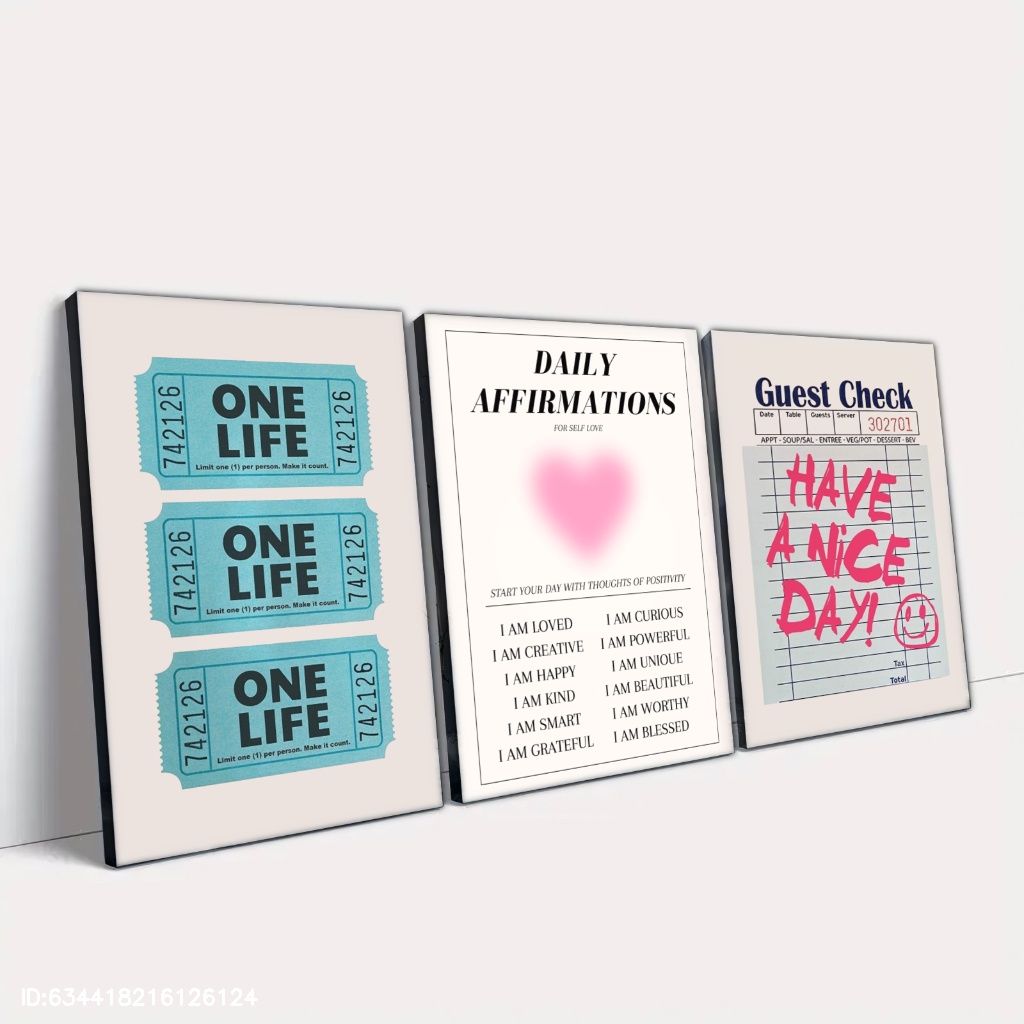 742126
ONE
LIFE
Limit one (1) per person. Make it count.
742126
742126
ONE
LIFE
Limit one (1) per person. Make it count.
742126
742126
ONE
LIFE
Limit one (1) per person. Make it count.
742126
DAILY
AFFIRMATIONS
FOR SELF LOVE
START YOUR DAY WITH THOUGHTS OF POSITIVITY
I AM LOVED
I AM CREATIVE
I AM HAPPY
I AM KIND
I AM SMART
I AM GRATEFUL
I AM CURIOUS
I AM POWERFUL
I AM UNIQUE
I AM BEAUTIFUL
I AM WORTHY
I AM BLESSED
Guest Check
Date Table Guests Server 302701
APPT - SOUP/SAL - ENTREE - VEG/POT - DESSERT - BEV
HAVE
A NiCE
DAY!
Tax
Total
ID:634418216126124